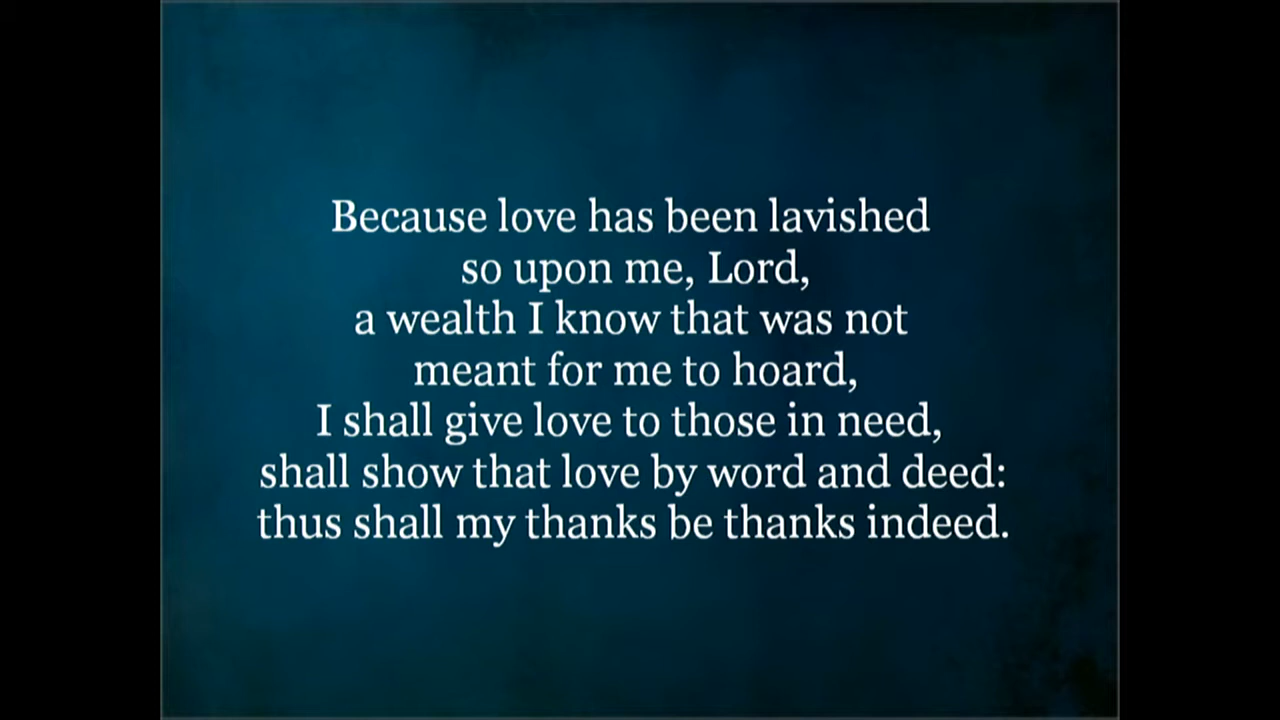 Because love has been lavished
so upon me, Lord,
a wealth I know that was not
meant for me to hoard,
I shall give love to those in need,
shall show that love by word and deed:
thus shall my thanks be thanks indeed.